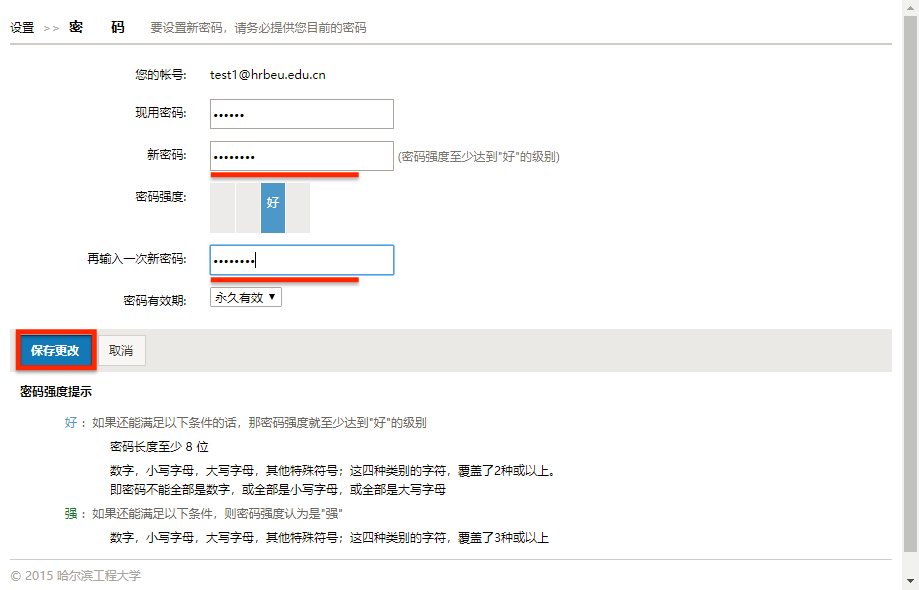 设置 >> 密 码 要设置新密码，请务必提供您目前的密码
您的帐号: test1@hrbeu.edu.cn
现用密码: ••••••
新密码: •••••••• (密码强度至少达到"好"的级别)
密码强度: 好
再输入一次新密码: ••••••••
密码有效期: 永久有效 ▼
保存更改 取消
密码强度提示
好： 如果还能满足以下条件的话，那密码强度就至少达到"好"的级别
密码长度至少 8 位
数字，小写字母，大写字母，其他特殊符号；这四种类别的字符，覆盖了2种或以上。
即密码不能全部是数字，或全部是小写字母，或全部是大写字母
强： 如果还能满足以下条件，则密码强度认为是"强"
数字，小写字母，大写字母，其他特殊符号；这四种类别的字符，覆盖了3种或以上
© 2015 哈尔滨工程大学